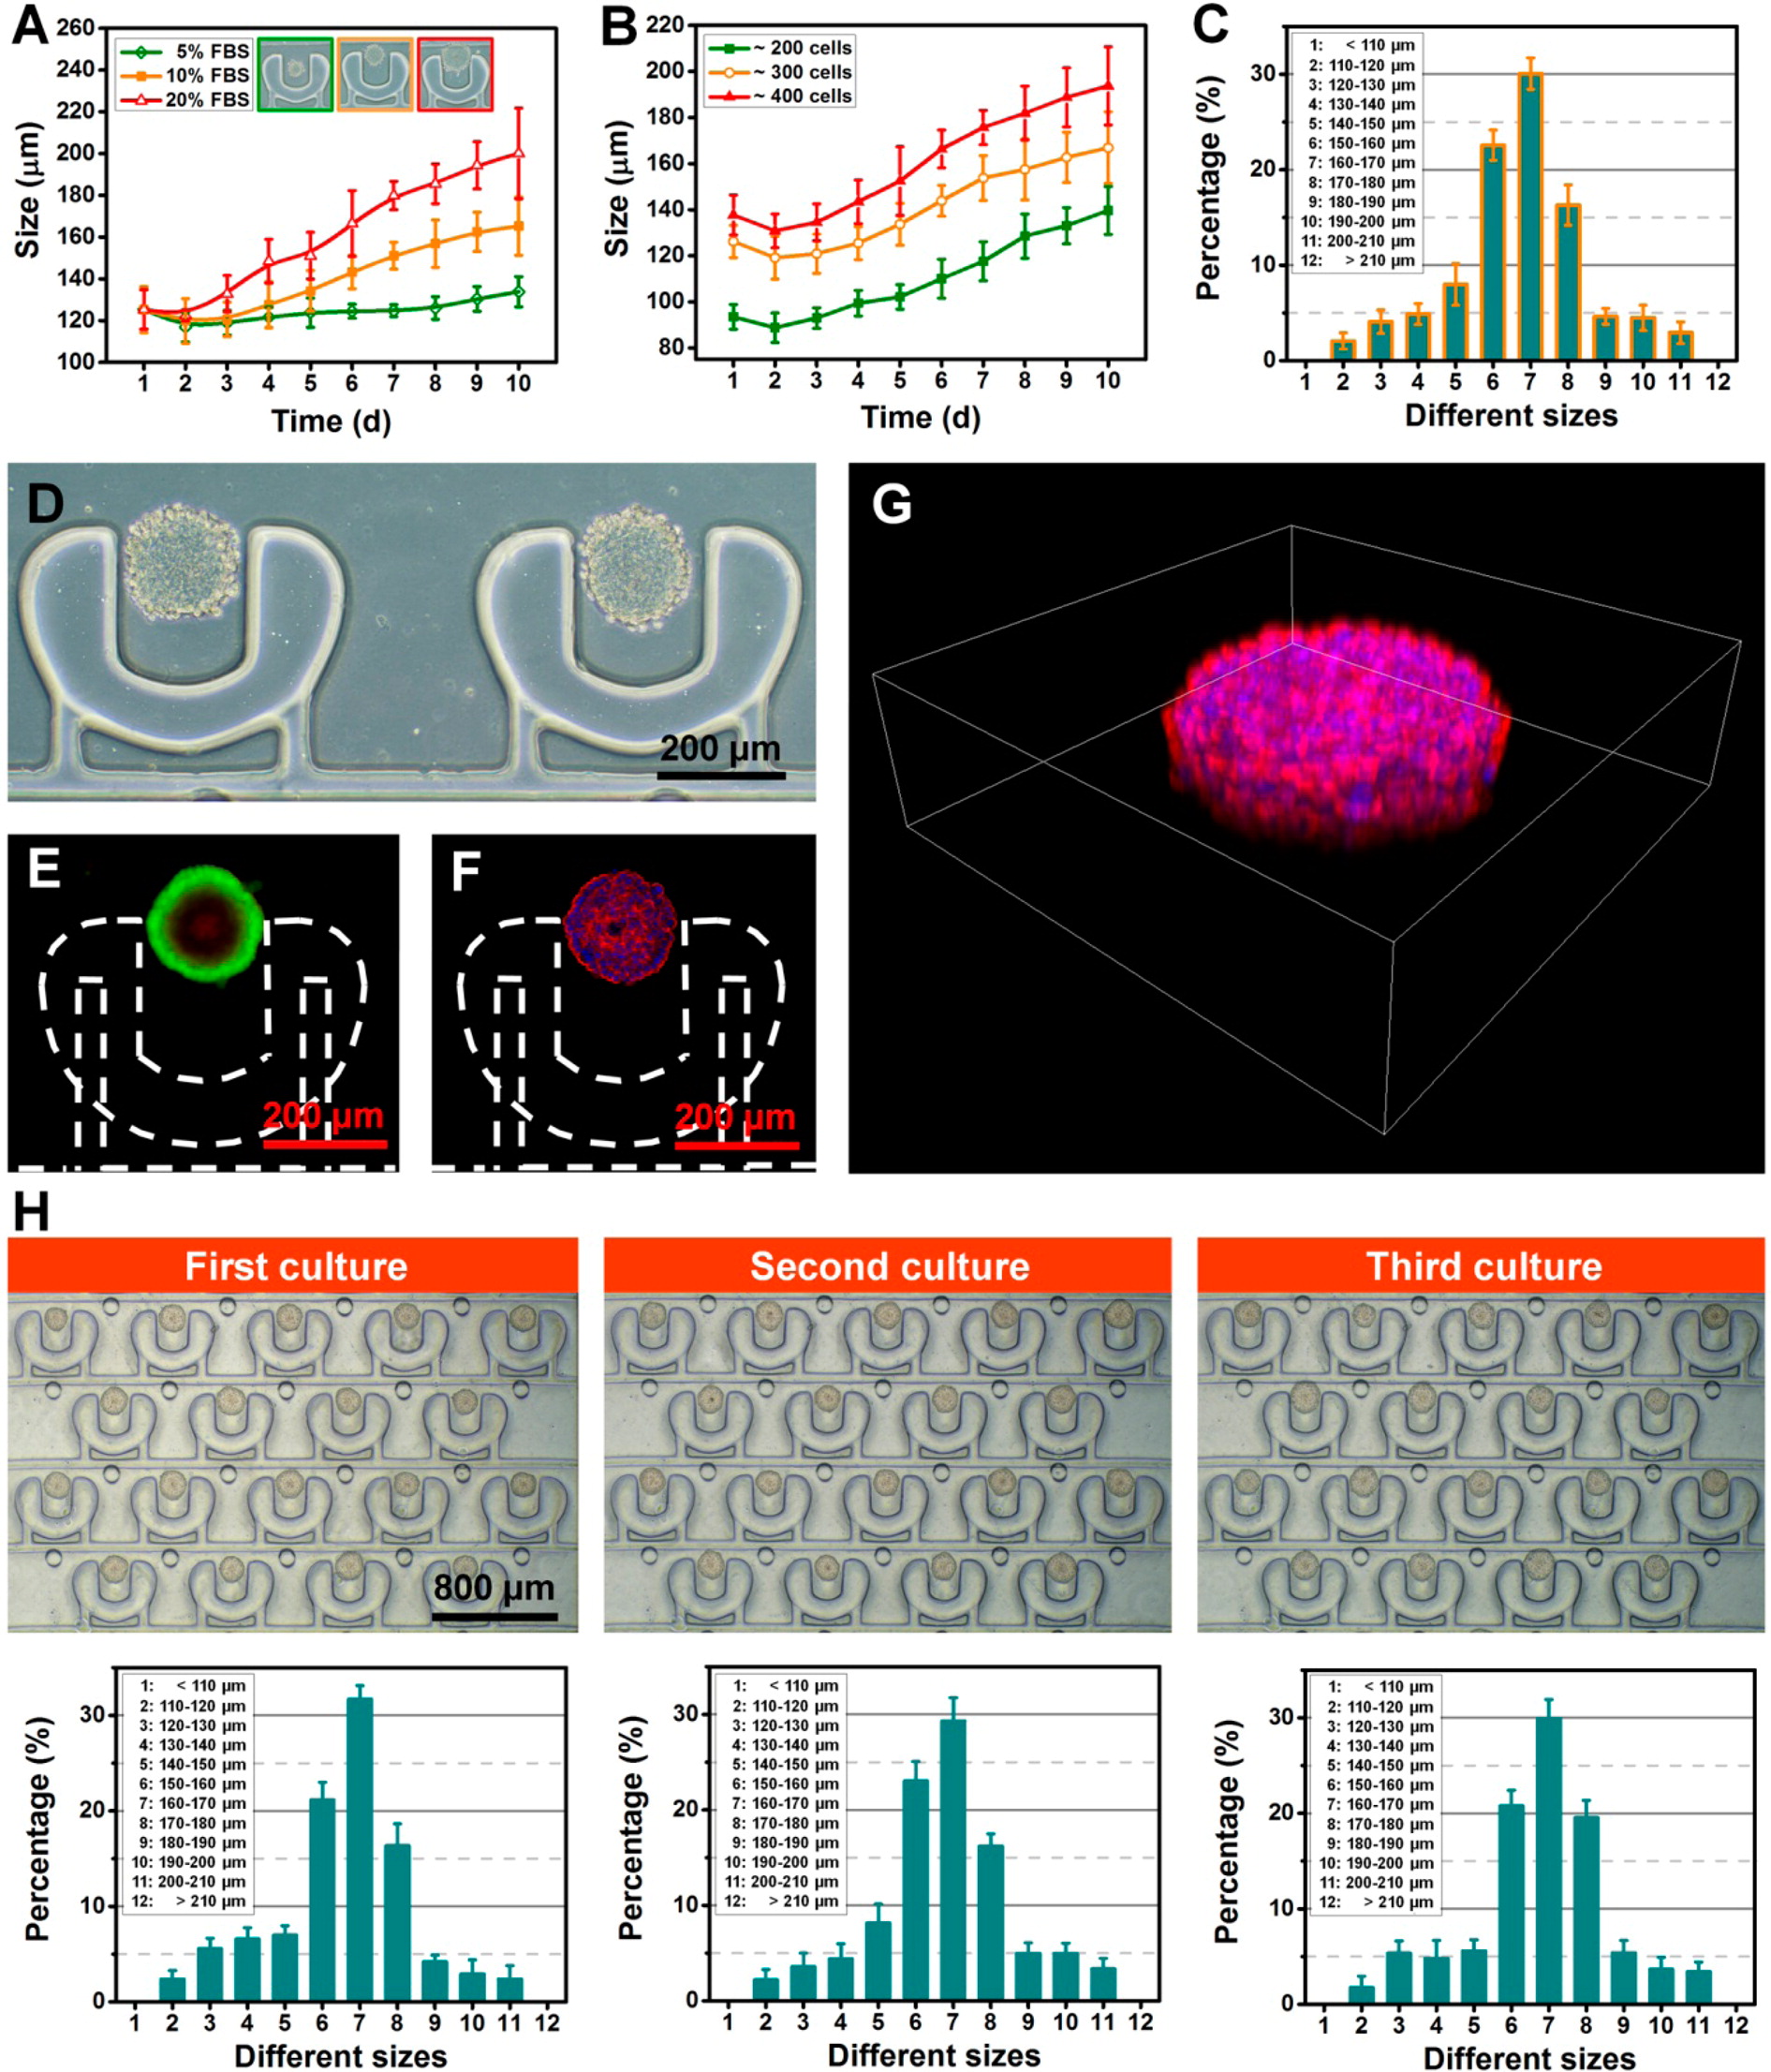 A
260
240
220
200
180
160
140
120
100
Size (µm)
5% FBS
10% FBS
20% FBS
1 2 3 4 5 6 7 8 9 10
Time (d)
B
220
200
180
160
140
120
100
80
Size (µm)
~ 200 cells
~ 300 cells
~ 400 cells
1 2 3 4 5 6 7 8 9 10
Time (d)
C
30
20
10
0
Percentage (%)
1: < 110 µm
2: 110-120 µm
3: 120-130 µm
4: 130-140 µm
5: 140-150 µm
6: 150-160 µm
7: 160-170 µm
8: 170-180 µm
9: 180-190 µm
10: 190-200 µm
11: 200-210 µm
12: > 210 µm
1 2 3 4 5 6 7 8 9 10 11 12
Different sizes
D
200 µm
G
E
200 µm
F
200 µm
H
First culture
Second culture
Third culture
800 µm
30
20
10
0
Percentage (%)
1: < 110 µm
2: 110-120 µm
3: 120-130 µm
4: 130-140 µm
5: 140-150 µm
6: 150-160 µm
7: 160-170 µm
8: 170-180 µm
9: 180-190 µm
10: 190-200 µm
11: 200-210 µm
12: > 210 µm
1 2 3 4 5 6 7 8 9 10 11 12
Different sizes
30
20
10
0
Percentage (%)
1: < 110 µm
2: 110-120 µm
3: 120-130 µm
4: 130-140 µm
5: 140-150 µm
6: 150-160 µm
7: 160-170 µm
8: 170-180 µm
9: 180-190 µm
10: 190-200 µm
11: 200-210 µm
12: > 210 µm
1 2 3 4 5 6 7 8 9 10 11 12
Different sizes
30
20
10
0
Percentage (%)
1: < 110 µm
2: 110-120 µm
3: 120-130 µm
4: 130-140 µm
5: 140-150 µm
6: 150-160 µm
7: 160-170 µm
8: 170-180 µm
9: 180-190 µm
10: 190-200 µm
11: 200-210 µm
12: > 210 µm
1 2 3 4 5 6 7 8 9 10 11 12
Different sizes